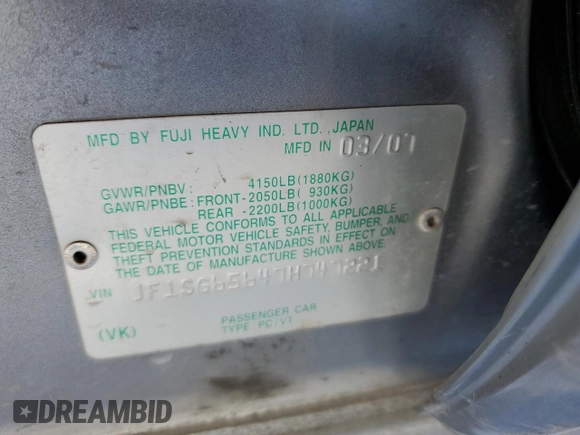 MFD BY FUJI HEAVY IND. LTD. JAPAN
MFD IN 03/07
GVWR/PNBV: 4150LB(1880KG)
GAWR/PNBE: FRONT-2050LB( 930KG)
REAR -2200LB(1000KG)
THIS VEHICLE CONFORMS TO ALL APPLICABLE
FEDERAL MOTOR VEHICLE SAFETY, BUMPER, AND
THEFT PREVENTION STANDARDS IN EFFECT ON
THE DATE OF MANUFACTURE SHOWN ABOVE.
VIN JF1SG65647H747221
PASSENGER CAR
(VK) TYPE: PC/VT
DREAMBID